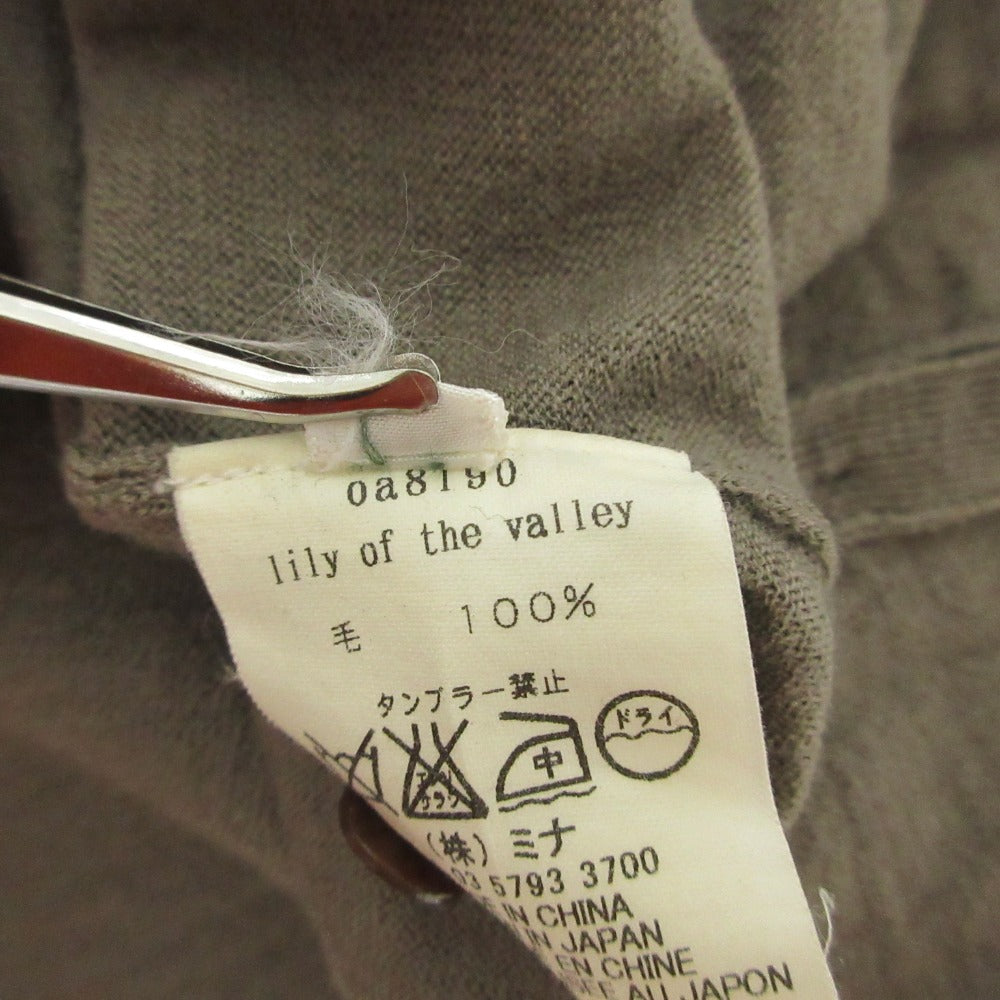 oa8190
lily of the valley
毛 100%
タンブラー禁止
中 ドライ
(株) ミナ
03 5793 3700
IN CHINA
IN JAPAN
EN CHINE
AU JAPON